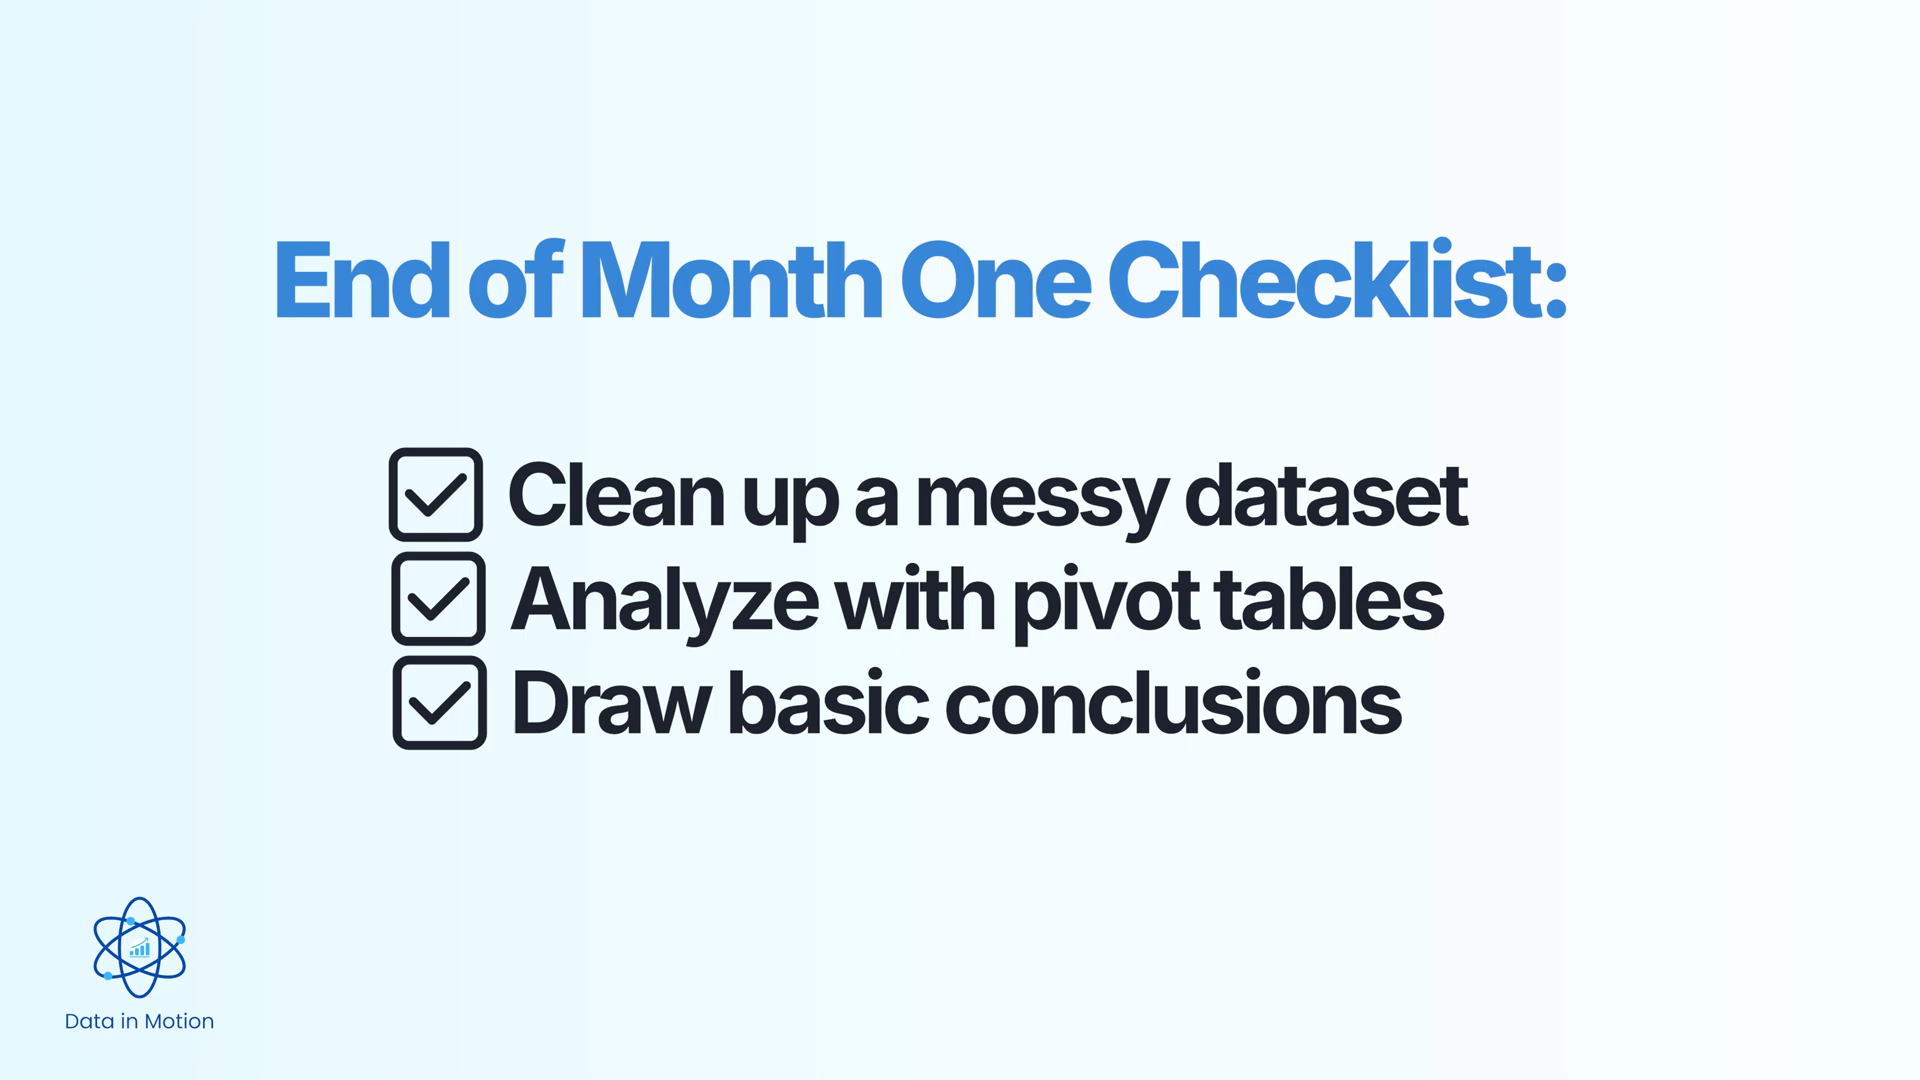 End of Month One Checklist:
Clean up a messy dataset
Analyze with pivot tables
Draw basic conclusions
Data in Motion